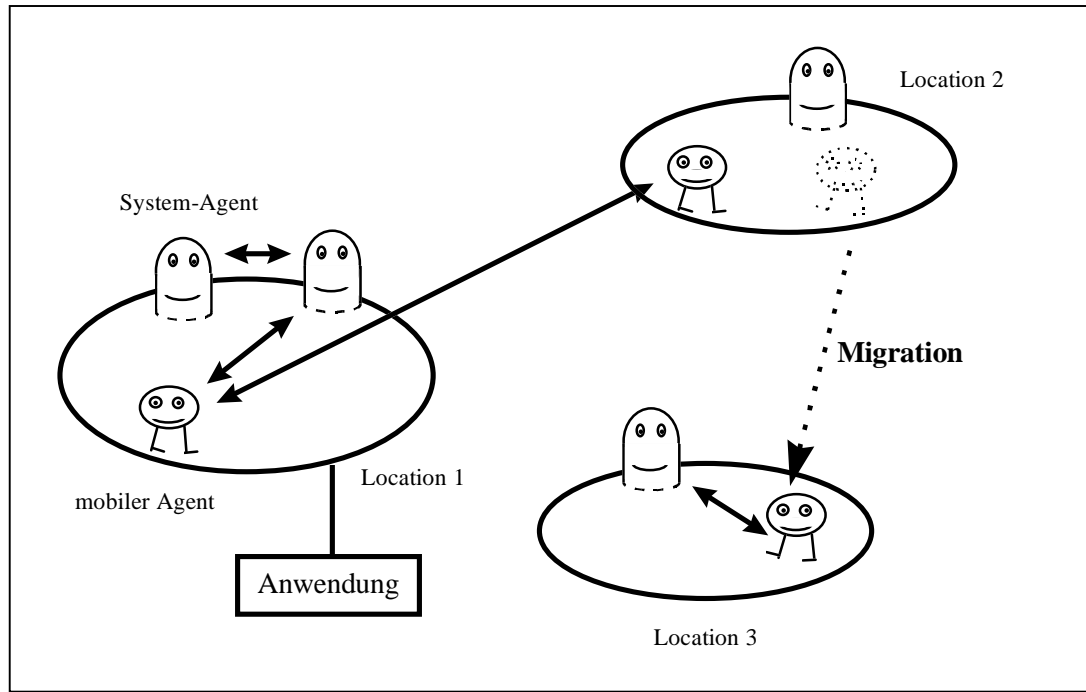 Location 2
System-Agent
Migration
Location 1
mobiler Agent
Anwendung
Location 3